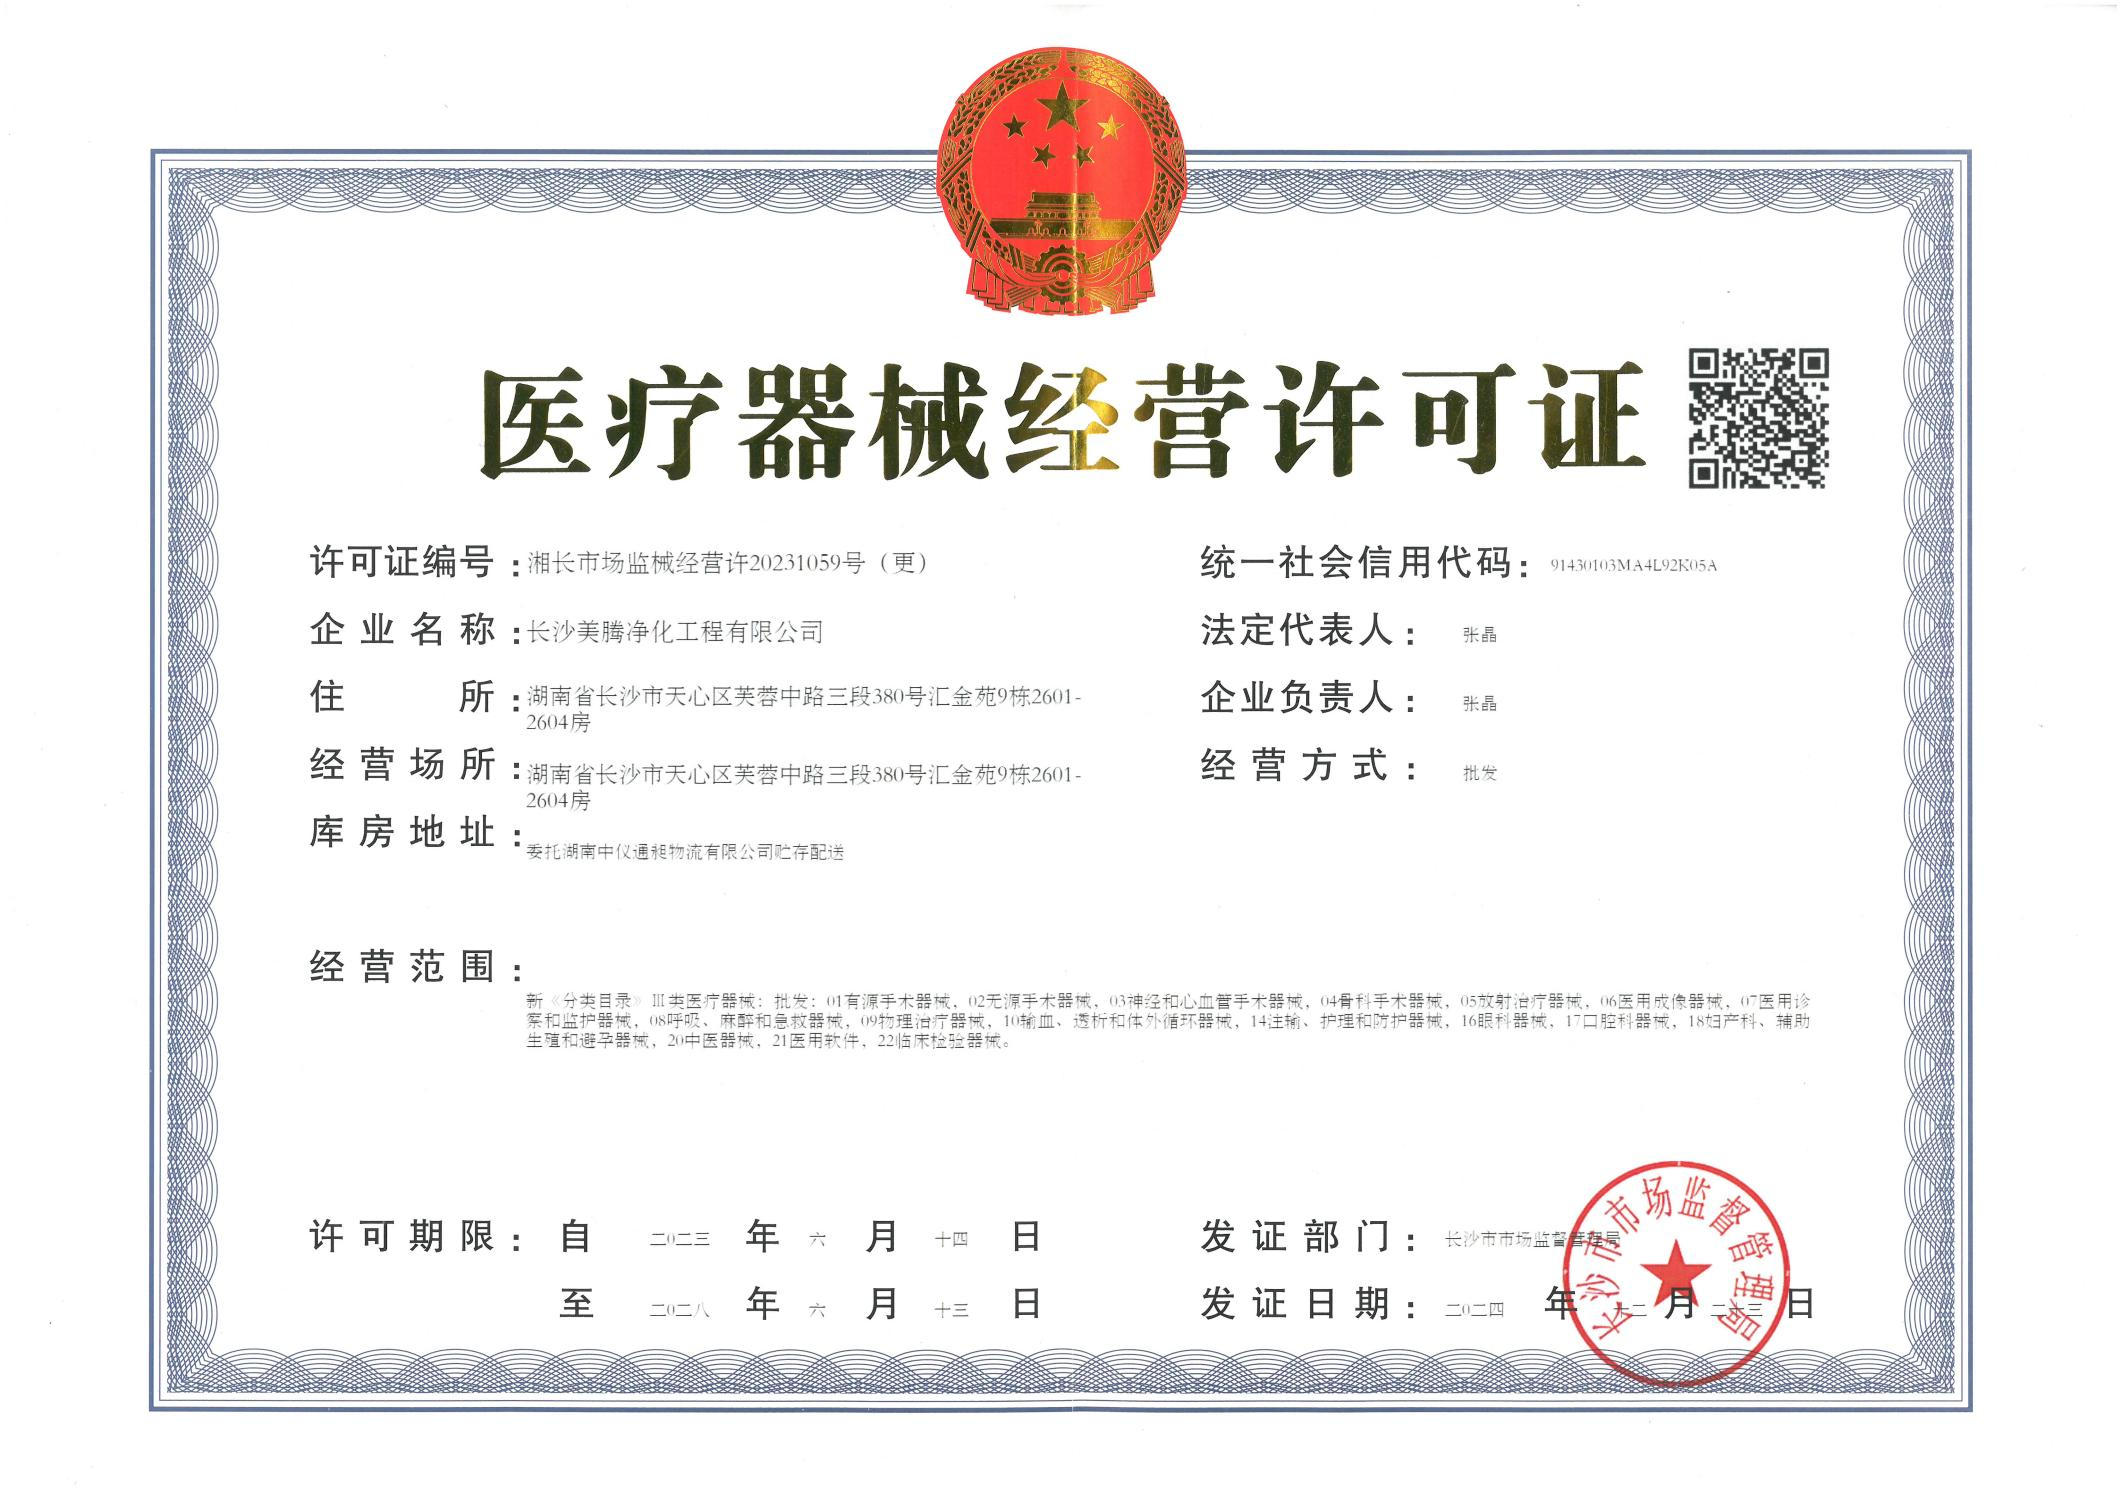 医疗器械经营许可证
许可证编号：湘长市场监械经营许20231059号（更）
统一社会信用代码：91430103MA4L92K05A
企业名称：长沙美腾净化工程有限公司
法定代表人：张晶
住所：湖南省长沙市天心区芙蓉中路三段380号汇金苑9栋2601-
2604房
企业负责人：张晶
经营场所：湖南省长沙市天心区芙蓉中路三段380号汇金苑9栋2601-
2604房
经营方式：批发
库房地址：委托湖南中仪通昶物流有限公司贮存配送
经营范围：
新《分类目录》Ⅲ类医疗器械：批发：01有源手术器械，02无源手术器械，03神经和心血管手术器械，04骨科手术器械，05放射治疗器械，06医用成像器械，07医用诊
察和监护器械，08呼吸、麻醉和急救器械，09物理治疗器械，10输血、透析和体外循环器械，14注输、护理和防护器械，16眼科器械，17口腔科器械，18妇产科、辅助
生殖和避孕器械，20中医器械，21医用软件，22临床检验器械。
许可期限：自 二〇二三 年 六 月 十四 日
发证部门：长沙市市场监督管理局
至 二〇二八 年 六 月 十三 日
发证日期：二〇二四 年 十二 月 二十三 日
长沙市市场监督管理局